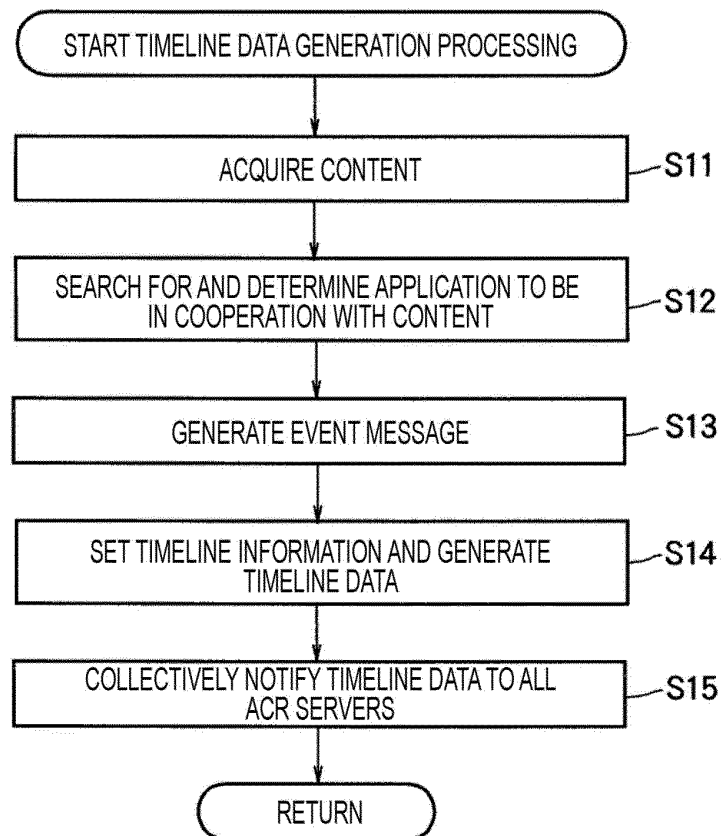 START TIMELINE DATA GENERATION PROCESSING
ACQUIRE CONTENT
S11
SEARCH FOR AND DETERMINE APPLICATION TO BE
IN COOPERATION WITH CONTENT
S12
GENERATE EVENT MESSAGE
S13
SET TIMELINE INFORMATION AND GENERATE
TIMELINE DATA
S14
COLLECTIVELY NOTIFY TIMELINE DATA TO ALL
ACR SERVERS
S15
RETURN